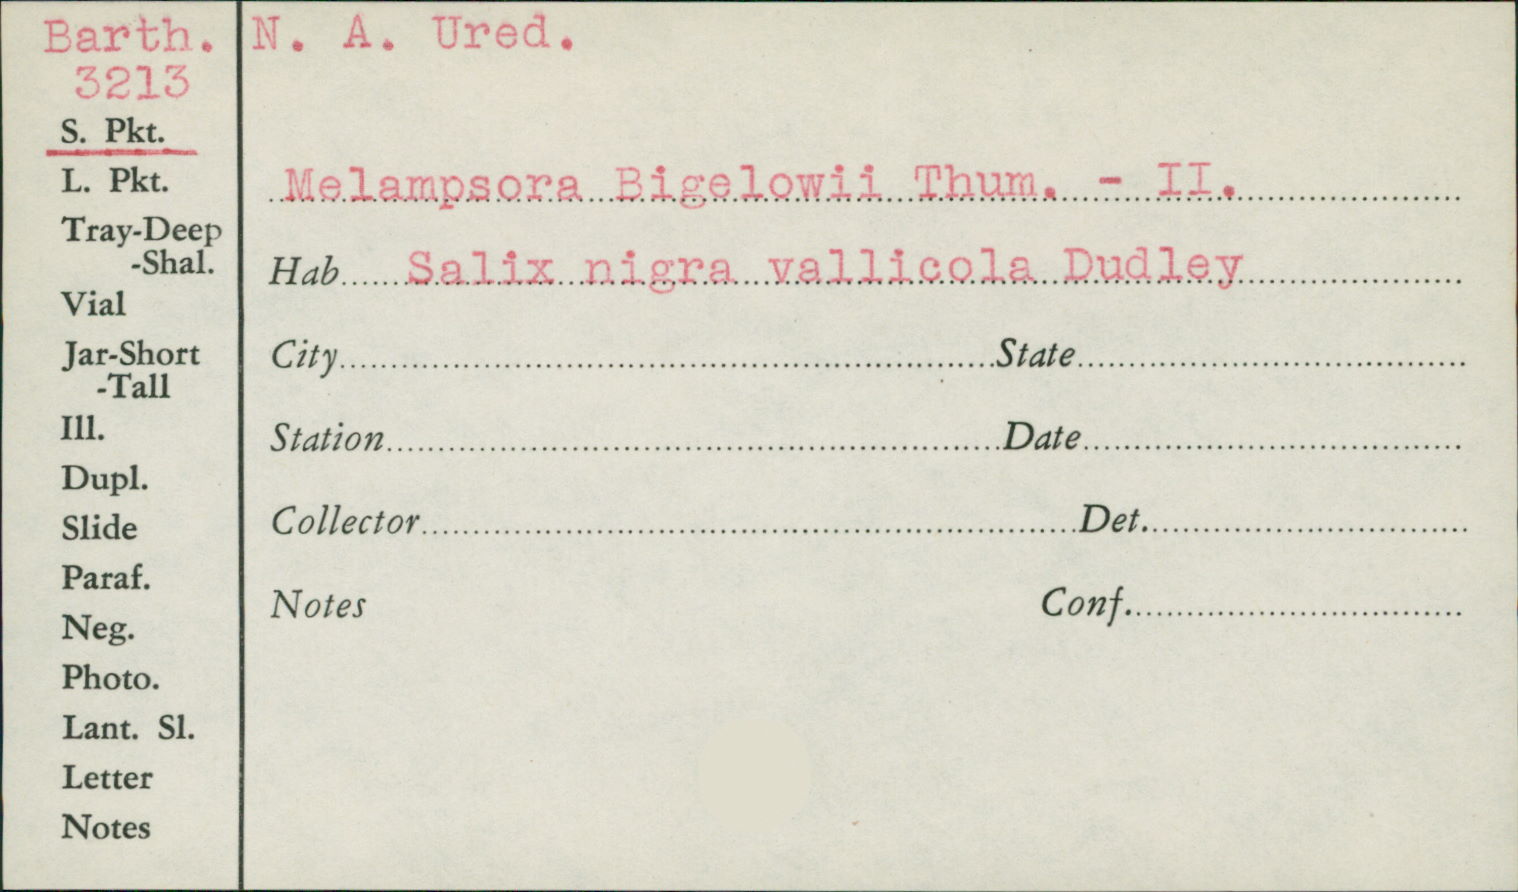 Barth. N. A. Ured.
3213
S. Pkt.
L. Pkt.
Tray-Deep
-Shal.
Vial
Jar-Short
-Tall
Ill.
Dupl.
Slide
Paraf.
Neg.
Photo.
Lant. Sl.
Letter
Notes
Melampsora Bigelowii Thum. - II.
Hab Salix nigra vallicola Dudley
City State
Station Date
Collector Det.
Notes Conf.